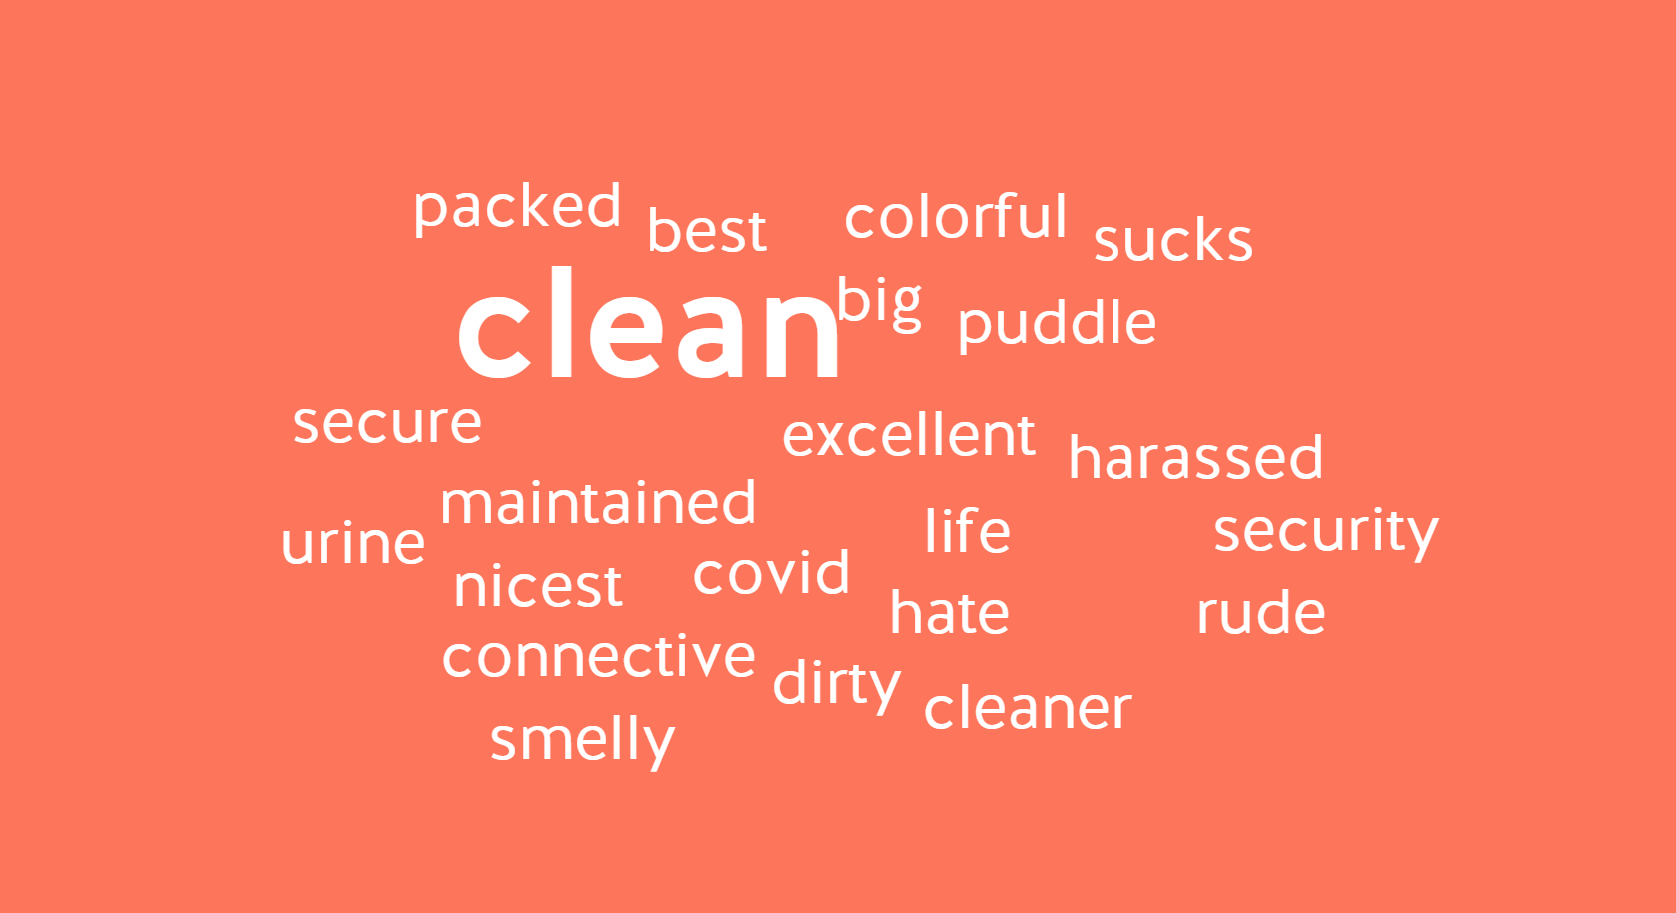 packed
best
colorful
sucks
clean
big
puddle
secure
excellent
harassed
maintained
life
security
urine
nicest
covid
hate
rude
connective
dirty
cleaner
smelly